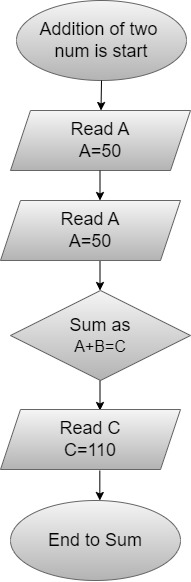 Addition of two
num is start
Read A
A=50
Read A
A=50
Sum as
A+B=C
Read C
C=110
End to Sum